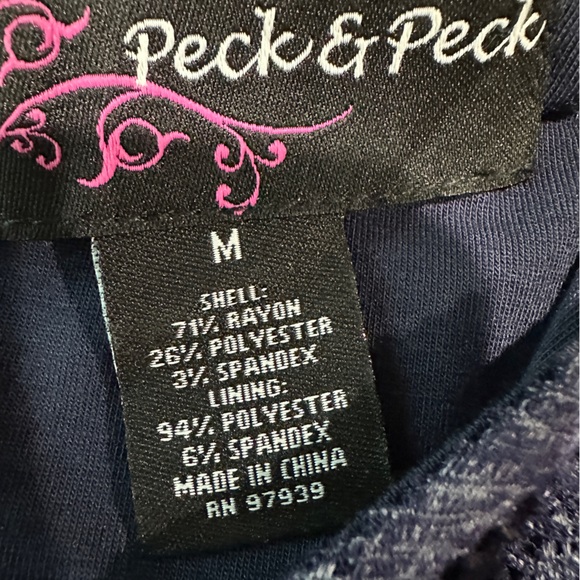 Peck & Peck
M
SHELL:
71% RAYON
26% POLYESTER
3% SPANDEX
LINING:
94% POLYESTER
6% SPANDEX
MADE IN CHINA
RN 97939